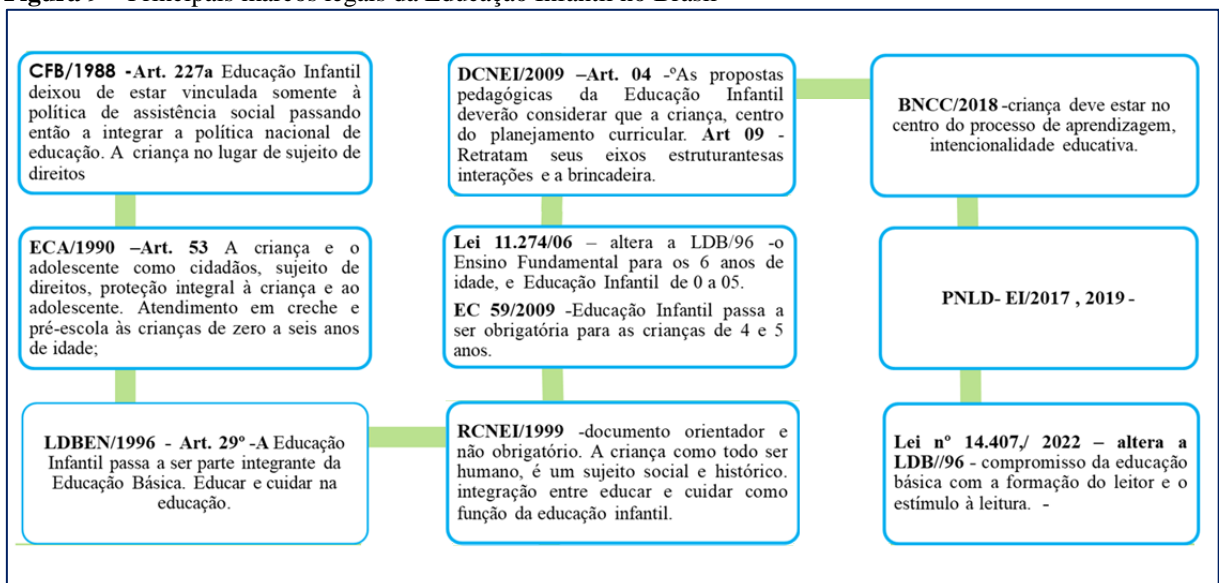 CFB/1988 -Art. 227a Educação Infantil
deixou de estar vinculada somente à
política de assistência social passando
então a integrar a política nacional de
educação. A criança no lugar de sujeito de
direitos
ECA/1990 –Art. 53 A criança e o
adolescente como cidadãos, sujeito de
direitos, proteção integral à criança e ao
adolescente. Atendimento em creche e
pré-escola às crianças de zero a seis anos
de idade;
LDBEN/1996 - Art. 29º -A Educação
Infantil passa a ser parte integrante da
Educação Básica. Educar e cuidar na
educação.
RCNEI/1999 -documento orientador e
não obrigatório. A criança como todo ser
humano, é um sujeito social e histórico.
integração entre educar e cuidar como
função da educação infantil.
Lei 11.274/06 – altera a LDB/96 -o
Ensino Fundamental para os 6 anos de
idade, e Educação Infantil de 0 a 05.
EC 59/2009 -Educação Infantil passa a
ser obrigatória para as crianças de 4 e 5
anos.
DCNEI/2009 –Art. 04 -ºAs propostas
pedagógicas da Educação Infantil
deverão considerar que a criança, centro
do planejamento curricular. Art 09 -
Retratam seus eixos estruturantesas
interações e a brincadeira.
BNCC/2018 -criança deve estar no
centro do processo de aprendizagem,
intencionalidade educativa.
PNLD- EI/2017 , 2019 -
Lei nº 14.407,/ 2022 – altera a
LDB//96 - compromisso da educação
básica com a formação do leitor e o
estímulo à leitura. -